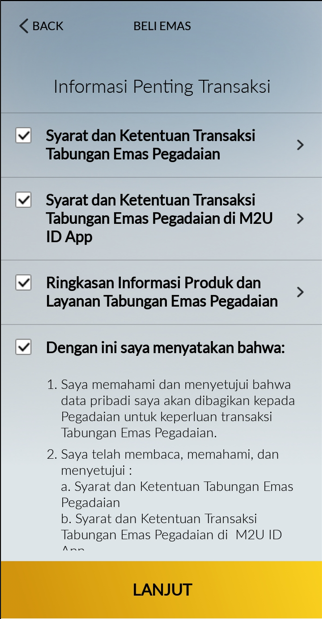 BACK
BELI EMAS
Informasi Penting Transaksi
Syarat dan Ketentuan Transaksi
Tabungan Emas Pegadaian
Syarat dan Ketentuan Transaksi
Tabungan Emas Pegadaian di M2U
ID App
Ringkasan Informasi Produk dan
Layanan Tabungan Emas Pegadaian
Dengan ini saya menyatakan bahwa:
1. Saya memahami dan menyetujui bahwa
data pribadi saya akan dibagikan kepada
Pegadaian untuk keperluan transaksi
Tabungan Emas Pegadaian.
2. Saya telah membaca, memahami, dan
menyetujui :
a. Syarat dan Ketentuan Tabungan Emas
Pegadaian
b. Syarat dan Ketentuan Transaksi
Tabungan Emas Pegadaian di M2U ID
App
LANJUT